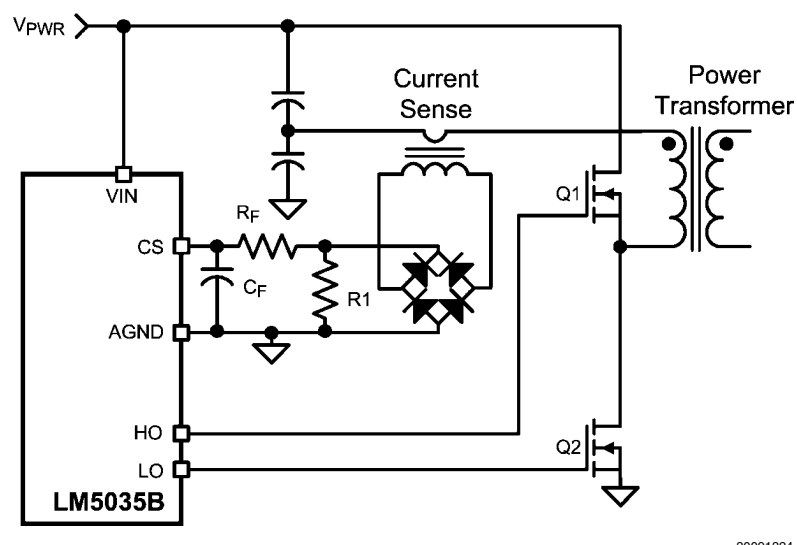 VPWR
Current
Sense
Power
Transformer
VIN
Q1
RF
CS
CF
R1
AGND
HO
Q2
LO
LM5035B